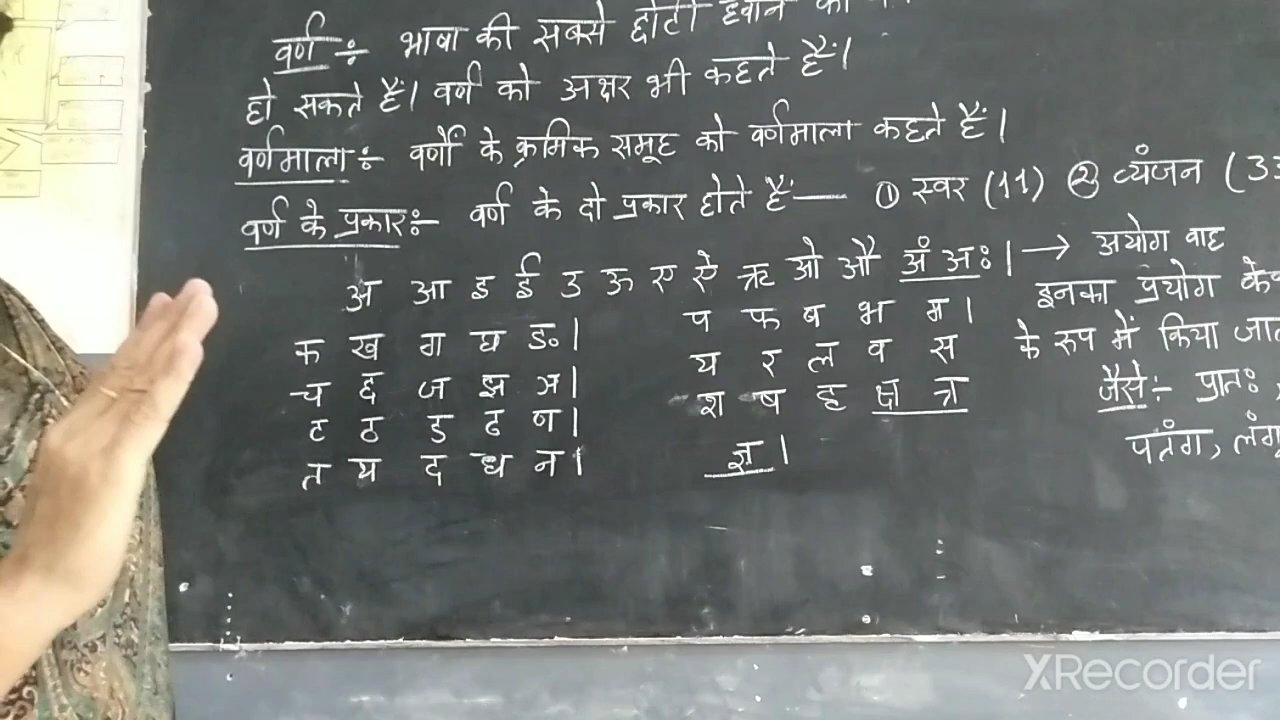 वर्ण ÷ भाषा की सबसे छोटी
हो सकते हैं। वर्ण को अक्षर भी कहते हैं।
वर्णमाला ÷ वर्णों के क्रमिक समूह को वर्णमाला कहते हैं।
वर्ण के प्रकार ः- वर्ण के दो प्रकार होते हैं — ① स्वर (11) ② व्यंजन (33
अ आ इ ई उ ऊ ए ऐ ऋ ओ औ अं अः। → अयोग वाह
इनका प्रयोग
क ख ग घ ङ। प फ ब भ म।
के रूप में किया
च छ ज झ ञ। य र ल व स
ट ठ ड ढ ण। श ष ह क्ष त्र
जैसे ः- प्रातः,
त थ द ध न। ज्ञ।
पतंग,
XRecorder